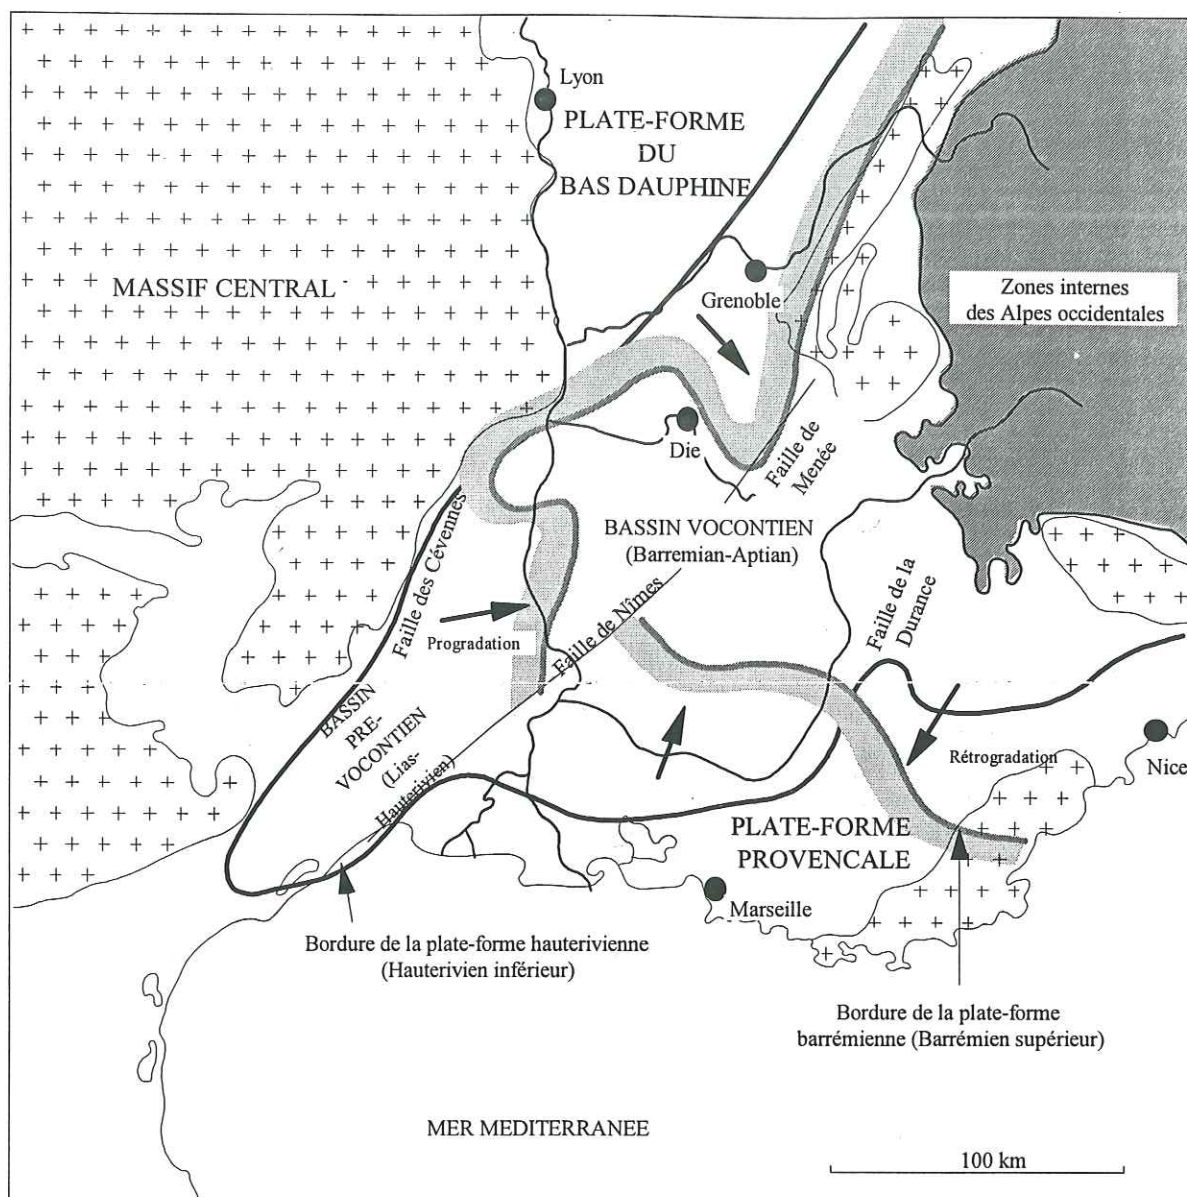 Lyon
PLATE-FORME
DU
BAS DAUPHINE
MASSIF CENTRAL
Grenoble
Zones internes
des Alpes occidentales
Die
Faille de
Menée
Faille des Cévennes
BASSIN VOCONTIEN
(Barremian-Aptian)
Faille de Nîmes
Faille de la
Durance
Progradation
BASSIN
PRE-
VOCONTIEN
(Lias-
Hauterivien)
Rétrogradation
Nice
PLATE-FORME
PROVENCALE
Marseille
Bordure de la plate-forme hauterivienne
(Hauterivien inférieur)
Bordure de la plate-forme
barrémienne (Barrémien supérieur)
MER MEDITERRANEE
100 km